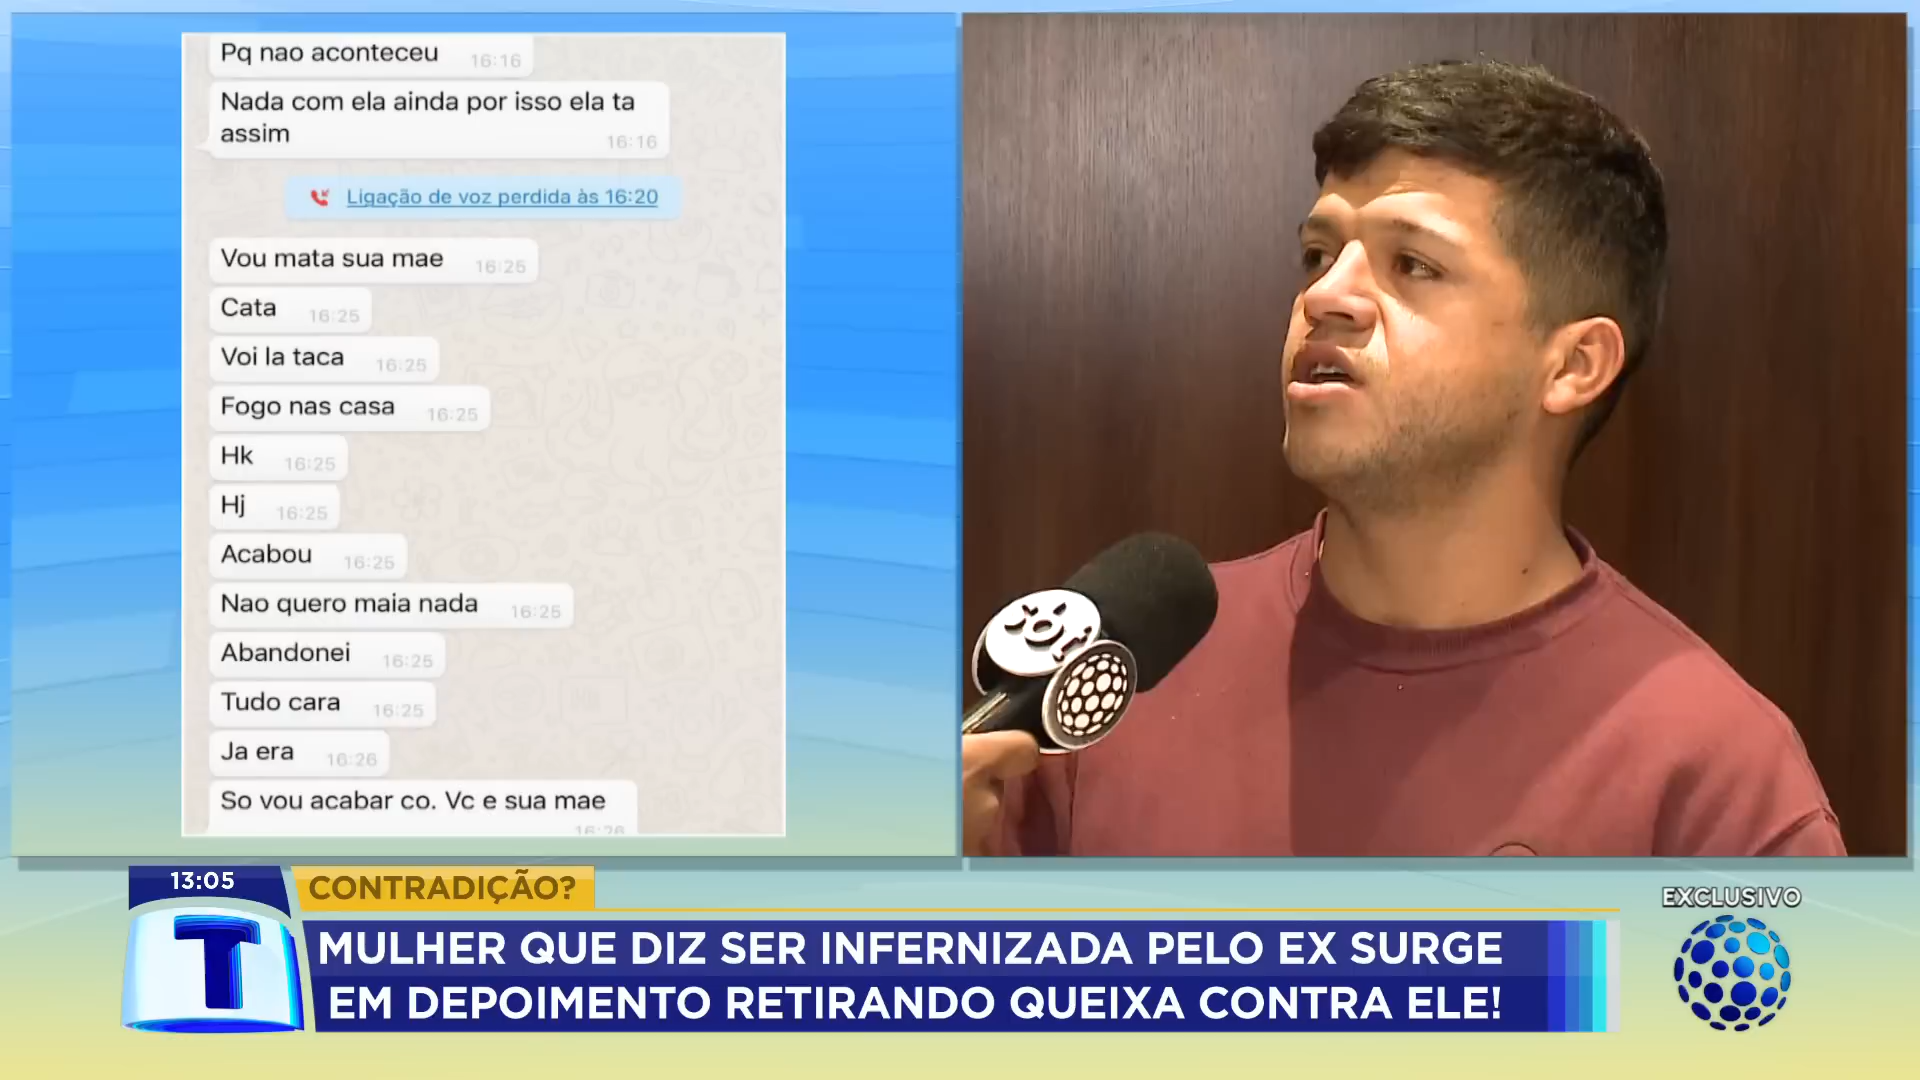 Pq nao aconteceu 16:16
Nada com ela ainda por isso ela ta
assim 16:16
Ligação de voz perdida às 16:20
Vou mata sua mae 16:25
Cata 16:25
Voi la taca 16:25
Fogo nas casa 16:25
Hk 16:25
Hj 16:25
Acabou 16:25
Nao quero maia nada 16:25
Abandonei 16:25
Tudo cara 16:25
Ja era 16:26
So vou acabar co. Vc e sua mae
16:26
13:05
CONTRADIÇÃO?
T
MULHER QUE DIZ SER INFERNIZADA PELO EX SURGE
EM DEPOIMENTO RETIRANDO QUEIXA CONTRA ELE!
EXCLUSIVO